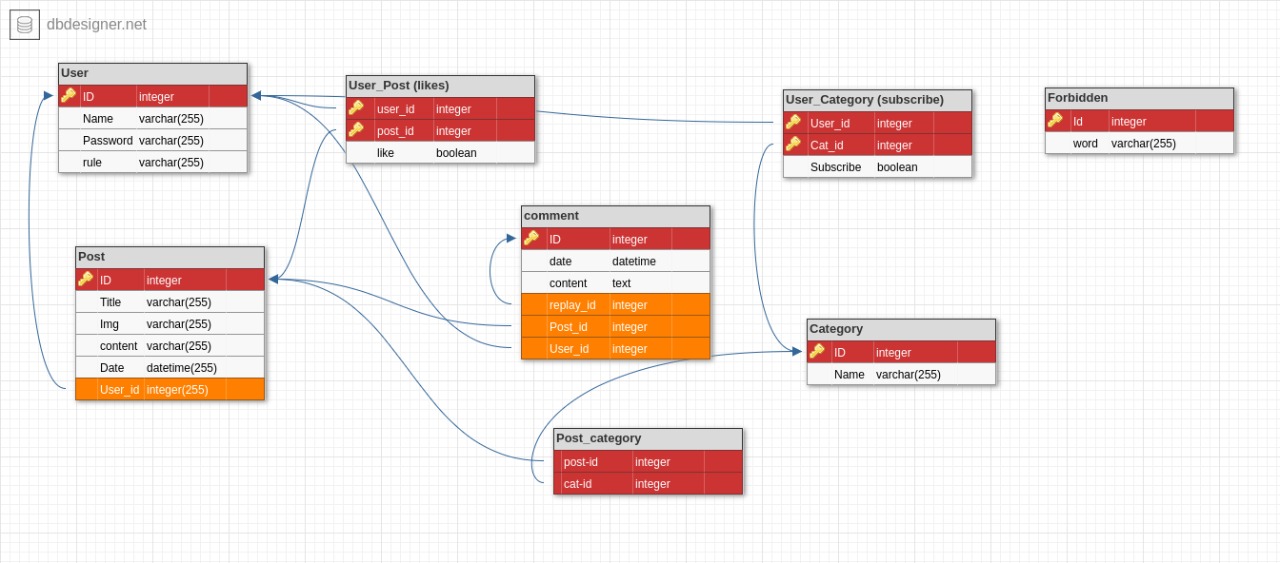 dbdesigner.net
User
ID integer
Name varchar(255)
Password varchar(255)
rule varchar(255)
User_Post (likes)
user_id integer
post_id integer
like boolean
User_Category (subscribe)
User_id integer
Cat_id integer
Subscribe boolean
Forbidden
Id integer
word varchar(255)
Post
ID integer
Title varchar(255)
Img varchar(255)
content varchar(255)
Date datetime(255)
User_id integer(255)
comment
ID integer
date datetime
content text
replay_id integer
Post_id integer
User_id integer
Category
ID integer
Name varchar(255)
Post_category
post-id integer
cat-id integer